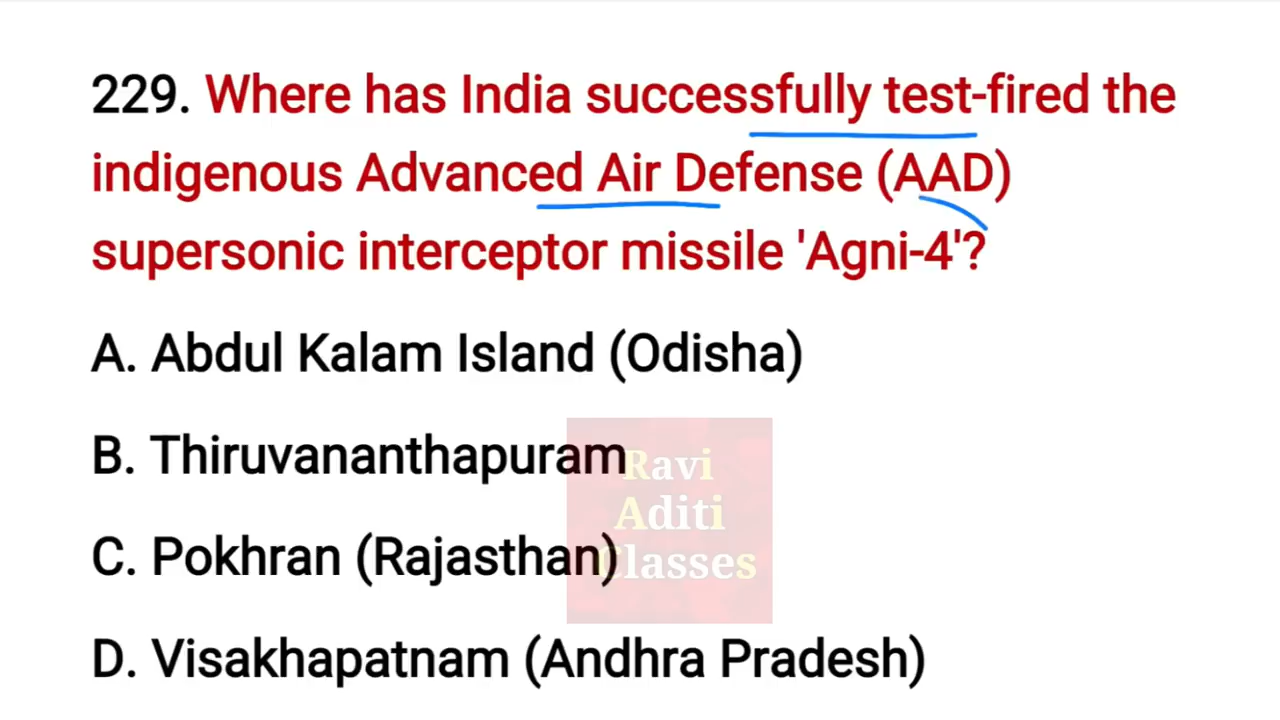 229. Where has India successfully test-fired the
indigenous Advanced Air Defense (AAD)
supersonic interceptor missile 'Agni-4'?
A. Abdul Kalam Island (Odisha)
B. Thiruvananthapuram
C. Pokhran (Rajasthan)
D. Visakhapatnam (Andhra Pradesh)
Ravi
Aditi
Classes